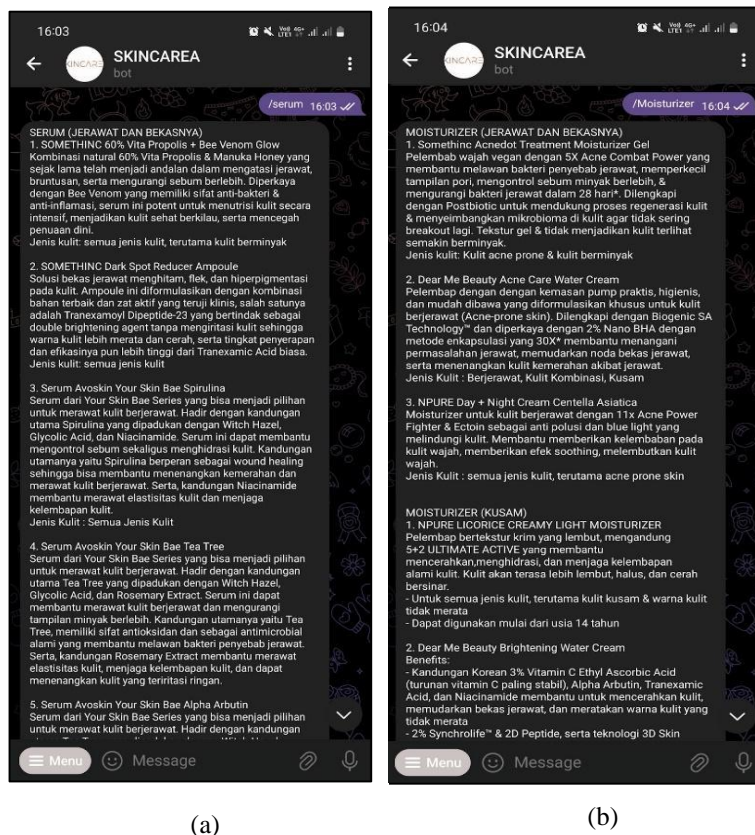 16:03
SKINCAREA
bot
/serum 16:03
SERUM (JERAWAT DAN BEKASNYA)
1. SOMETHINC 60% Vita Propolis + Bee Venom Glow
Kombinasi natural 60% Vita Propolis & Manuka Honey yang
sejak lama telah menjadi andalan dalam mengatasi jerawat,
bruntusan, serta mengurangi sebum berlebih. Diperkaya
dengan Bee Venom yang memiliki sifat anti-bakteri &
anti-inflamasi, serum ini potent untuk menutrisi kulit secara
intensif, menjadikan kulit sehat berkilau, serta mencegah
penuaan dini.
Jenis kulit: semua jenis kulit, terutama kulit berminyak
2. SOMETHINC Dark Spot Reducer Ampoule
Solusi bekas jerawat menghitam, flek, dan hiperpigmentasi
pada kulit. Ampoule ini diformulasikan dengan kombinasi
bahan terbaik dan zat aktif yang teruji klinis, salah satunya
adalah Tranexamoyl Dipeptide-23 yang bertindak sebagai
double brightening agent tanpa mengiritasi kulit sehingga
warna kulit lebih merata dan cerah, serta tingkat penyerapan
dan efikasinya pun lebih tinggi dari Tranexamic Acid biasa.
Jenis kulit: semua jenis kulit
3. Serum Avoskin Your Skin Bae Spirulina
Serum dari Your Skin Bae Series yang bisa menjadi pilihan
untuk merawat kulit berjerawat. Hadir dengan kandungan
utama Spirulina yang dipadukan dengan Witch Hazel,
Glycolic Acid, dan Niacinamide. Serum ini dapat membantu
mengontrol sebum sekaligus menghidrasi kulit. Kandungan
utamanya yaitu Spirulina berperan sebagai wound healing
sehingga bisa membantu menenangkan kemerahan dan
merawat kulit berjerawat. Serta, kandungan Niacinamide
membantu merawat elastisitas kulit dan menjaga
kelembapan kulit.
Jenis Kulit : Semua Jenis Kulit
4. Serum Avoskin Your Skin Bae Tea Tree
Serum dari Your Skin Bae Series yang bisa menjadi pilihan
untuk merawat kulit berjerawat. Hadir dengan kandungan
utama Tea Tree yang dipadukan dengan Witch Hazel,
Glycolic Acid, dan Rosemary Extract. Serum ini dapat
membantu merawat kulit berjerawat dan mengurangi
tampilan minyak berlebih. Kandungan utamanya yaitu Tea
Tree, memiliki sifat antioksidan dan sebagai antimicrobial
alami yang membantu melawan bakteri penyebab jerawat.
Serta, kandungan Rosemary Extract membantu merawat
elastisitas kulit, menjaga kelembapan kulit, dan dapat
menenangkan kulit yang teriritasi ringan.
5. Serum Avoskin Your Skin Bae Alpha Arbutin
Serum dari Your Skin Bae Series yang bisa menjadi pilihan
untuk merawat kulit berjerawat. Hadir dengan kandungan
Menu
Message
(a)
16:04
SKINCAREA
bot
/Moisturizer 16:04
MOISTURIZER (JERAWAT DAN BEKASNYA)
1. Somethinc Acnedot Treatment Moisturizer Gel
Pelembab wajah vegan dengan 5X Acne Combat Power yang
membantu melawan bakteri penyebab jerawat, memperkecil
tampilan pori, mengontrol sebum minyak berlebih, &
mengurangi bakteri jerawat dalam 28 hari*. Dilengkapi
dengan Postbiotic untuk mendukung proses regenerasi kulit
& menyeimbangkan mikrobioma di kulit agar tidak sering
breakout lagi. Tekstur gel & tidak menjadikan kulit terlihat
semakin berminyak.
Jenis kulit: Kulit acne prone & kulit berminyak
2. Dear Me Beauty Acne Care Water Cream
Pelembap dengan dengan kemasan pump praktis, higienis,
dan mudah dibawa yang diformulasikan khusus untuk kulit
berjerawat (Acne-prone skin). Dilengkapi dengan Biogenic SA
Technology™ dan diperkaya dengan 2% Nano BHA dengan
metode enkapsulasi yang 30X* membantu menangani
permasalahan jerawat, memudarkan noda bekas jerawat,
serta menenangkan kulit kemerahan akibat jerawat.
Jenis Kulit : Berjerawat, Kulit Kombinasi, Kusam
3. NPURE Day + Night Cream Centella Asiatica
Moisturizer untuk kulit berjerawat dengan 11x Acne Power
Fighter & Ectoin sebagai anti polusi dan blue light yang
melindungi kulit. Membantu memberikan kelembaban pada
kulit wajah, memberikan efek soothing, melembutkan kulit
wajah.
Jenis Kulit : semua jenis kulit, terutama acne prone skin
MOISTURIZER (KUSAM)
1. NPURE LICORICE CREAMY LIGHT MOISTURIZER
Pelembap bertekstur krim yang lembut, mengandung
5+2 ULTIMATE ACTIVE yang membantu
mencerahkan,menghidrasi, dan menjaga kelembapan
alami kulit. Kulit akan terasa lebih lembut, halus, dan cerah
bersinar.
- Untuk semua jenis kulit, terutama kulit kusam & warna kulit
tidak merata
- Dapat digunakan mulai dari usia 14 tahun
2. Dear Me Beauty Brightening Water Cream
Benefits:
- Kandungan Korean 3% Vitamin C Ethyl Ascorbic Acid
(turunan vitamin C paling stabil), Alpha Arbutin, Tranexamic
Acid, dan Niacinamide membantu untuk mencerahkan kulit,
memudarkan bekas jerawat, dan meratakan warna kulit yang
tidak merata
- 2% Synchrolife™ & 2D Peptide, serta teknologi 3D Skin
Menu
Message
(b)